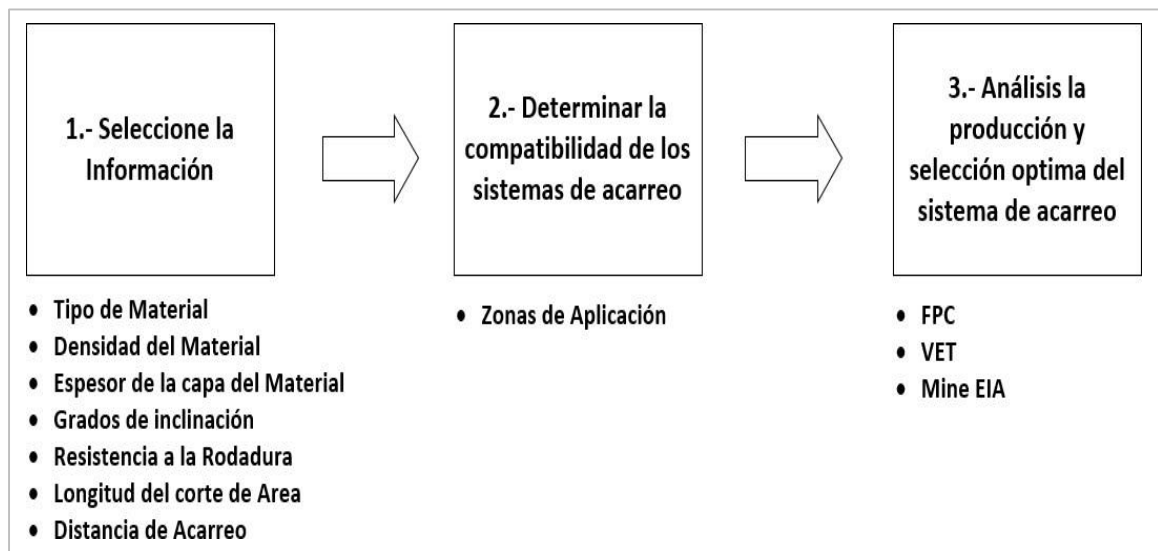 1.- Seleccione la
Información
2.- Determinar la
compatibilidad de los
sistemas de acarreo
3.- Análisis la
producción y
selección optima del
sistema de acarreo
• Tipo de Material
• Densidad del Material
• Espesor de la capa del Material
• Grados de inclinación
• Resistencia a la Rodadura
• Longitud del corte de Area
• Distancia de Acarreo
• Zonas de Aplicación
• FPC
• VET
• Mine EIA